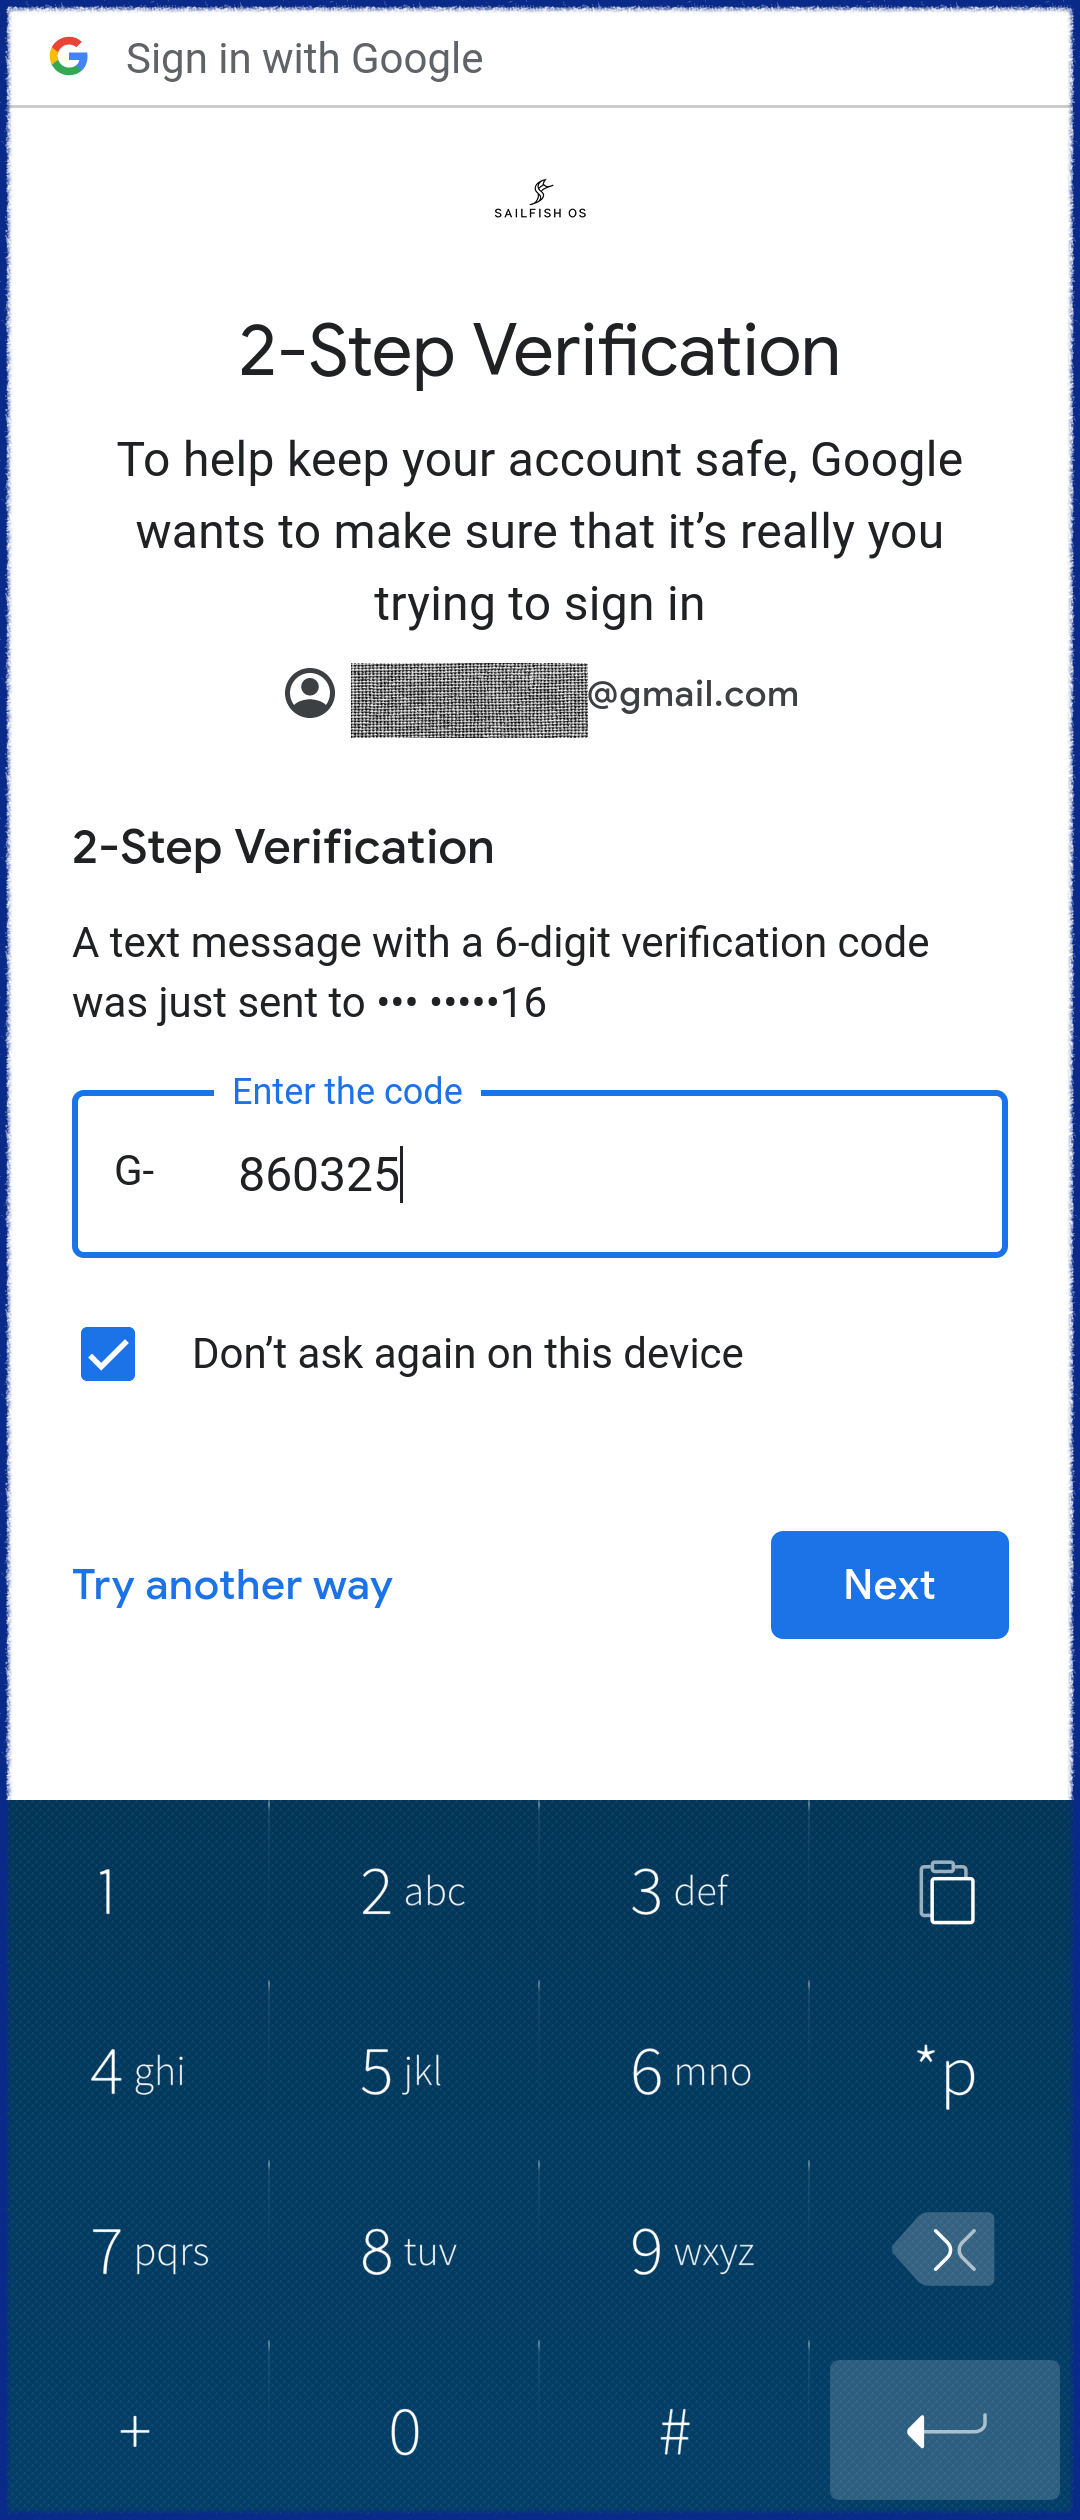 Sign in with Google
SAILFISH OS
2-Step Verification
To help keep your account safe, Google
wants to make sure that it’s really you
trying to sign in
@gmail.com
2-Step Verification
A text message with a 6-digit verification code
was just sent to ••• •••••16
Enter the code
G- 860325
Don’t ask again on this device
Try another way Next
1 2 abc 3 def
4 ghi 5 jkl 6 mno *p
7 pqrs 8 tuv 9 wxyz
+ 0 #